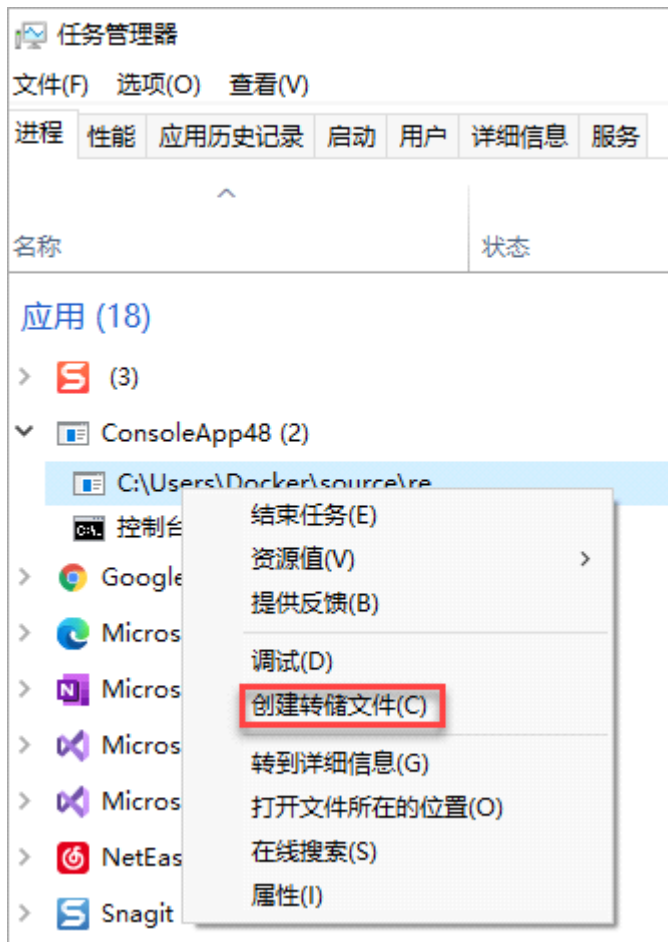 任务管理器
文件(F) 选项(O) 查看(V)
进程 性能 应用历史记录 启动 用户 详细信息 服务
名称 状态
应用 (18)
(3)
ConsoleApp48 (2)
C:\Users\Docker\source\re
控制台
Google
Micros
Micros
Micros
Micros
NetEas
Snagit
结束任务(E)
资源值(V)
提供反馈(B)
调试(D)
创建转储文件(C)
转到详细信息(G)
打开文件所在的位置(O)
在线搜索(S)
属性(I)